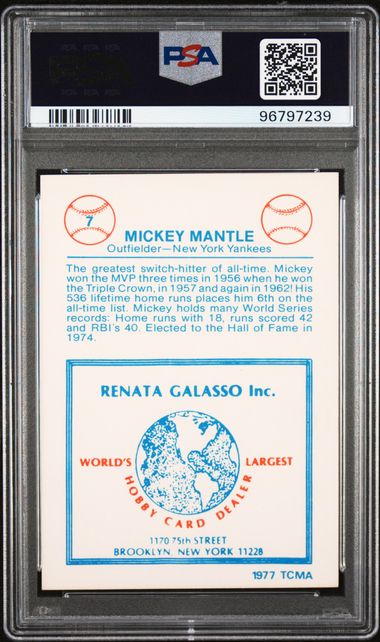 PSA
96797239
7
MICKEY MANTLE
Outfielder—New York Yankees
The greatest switch-hitter of all-time. Mickey
won the MVP three times in 1956 when he won
the Triple Crown, in 1957 and again in 1962! His
536 lifetime home runs places him 6th on the
all-time list. Mickey holds many World Series
records: Home runs with 18, runs scored 42
and RBI's 40. Elected to the Hall of Fame in
1974.
RENATA GALASSO Inc.
WORLD'S LARGEST
HOBBY CARD DEALER
1170 75th STREET
BROOKLYN, NEW YORK 11228
1977 TCMA